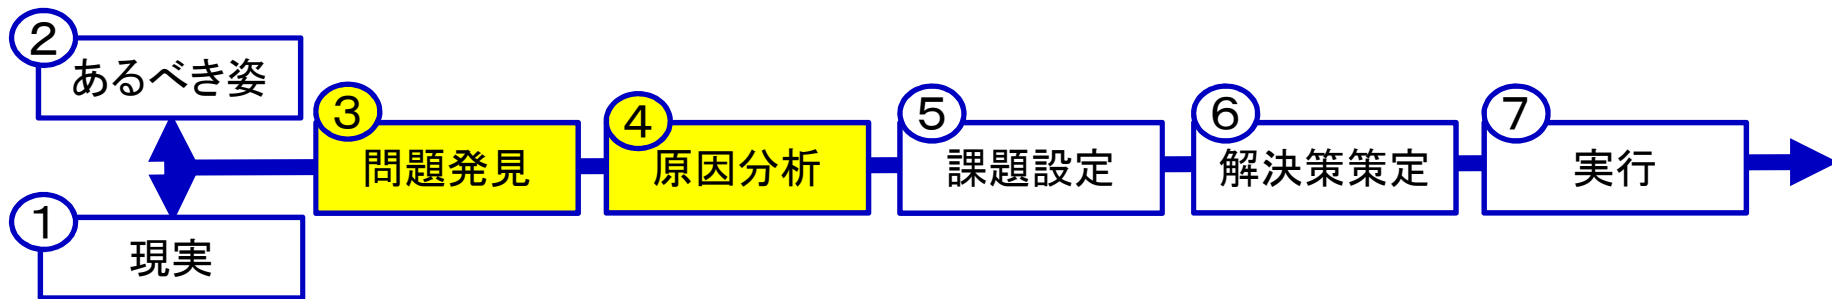 ②
あるべき姿
①
現実
③
問題発見
④
原因分析
⑤
課題設定
⑥
解決策策定
⑦
実行